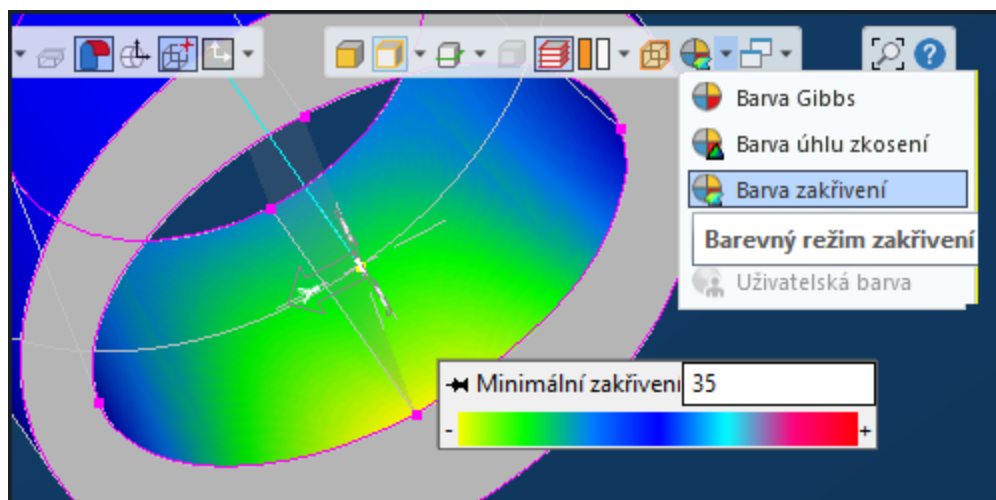 Barva Gibbs
Barva úhlu zkosení
Barva zakřivení
Barevný režim zakřivení
Uživatelská barva
Minimální zakřivení 35
- +